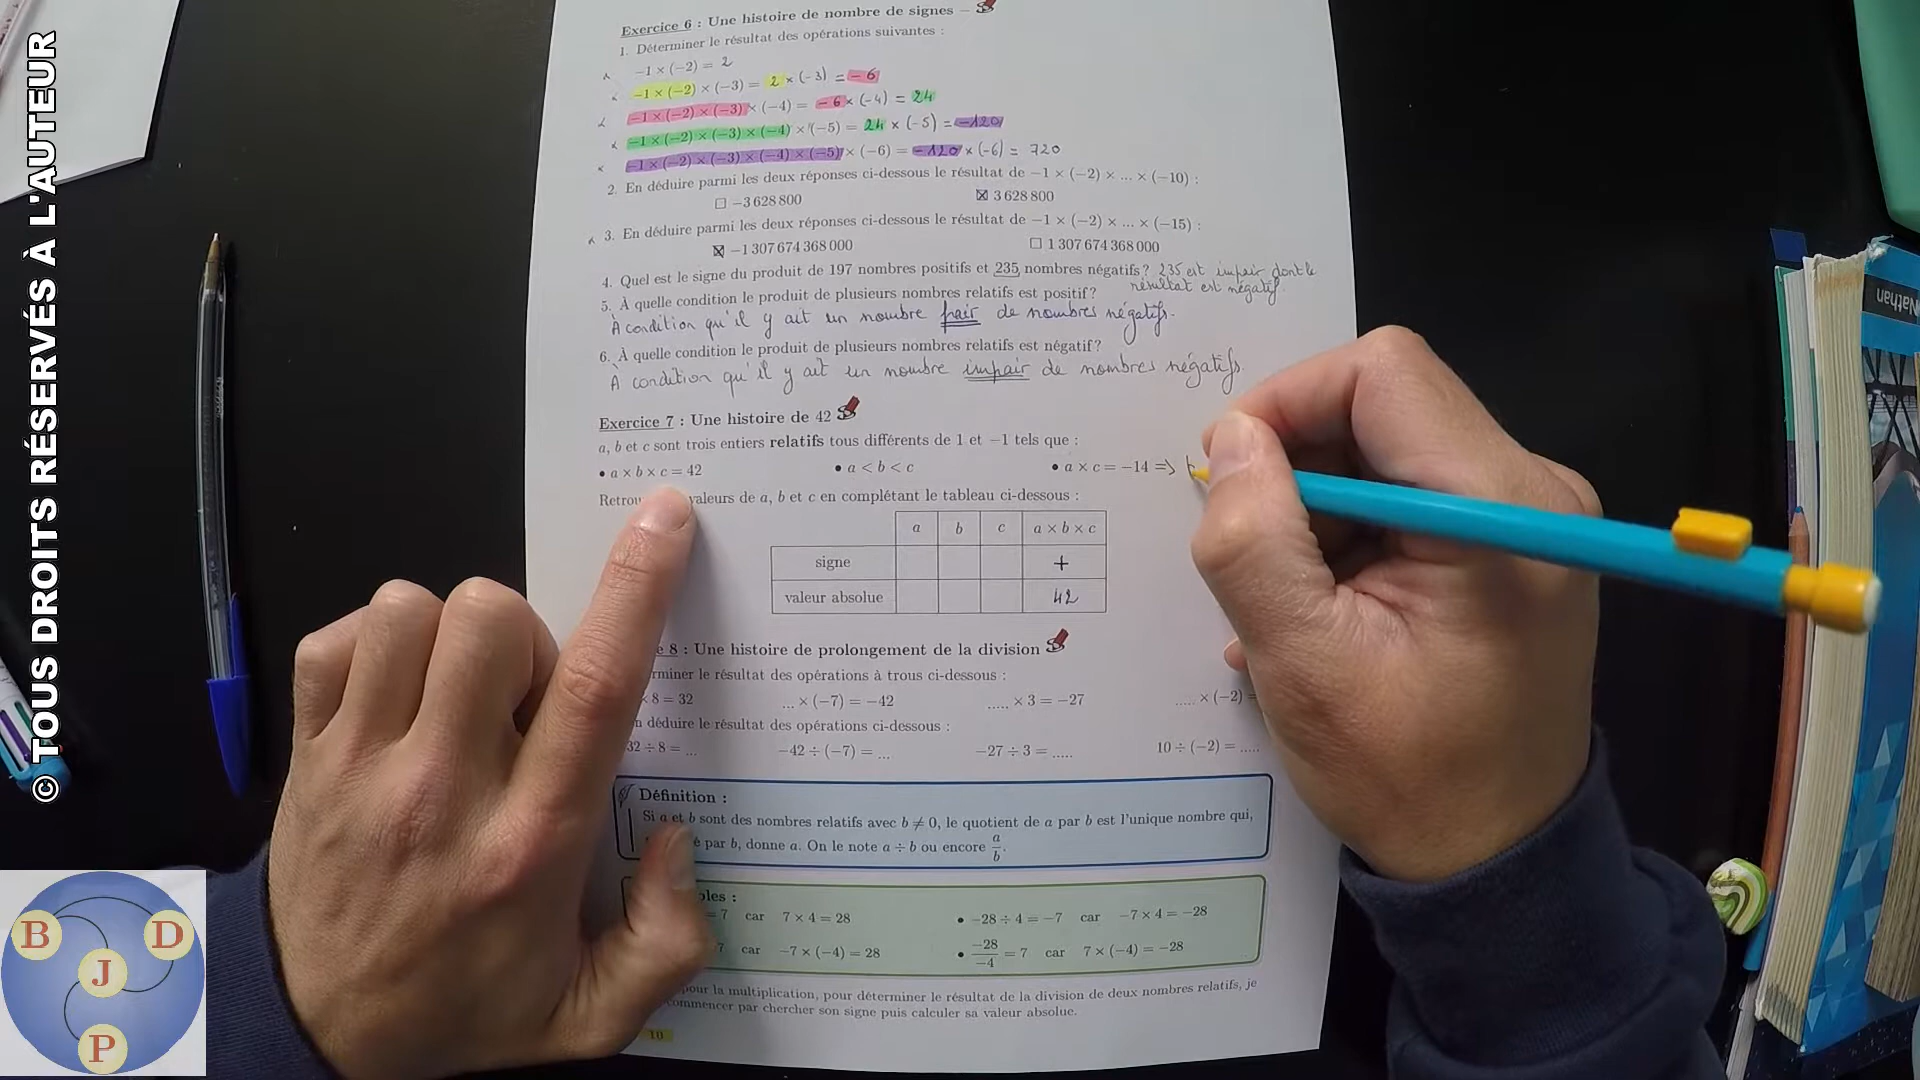 © TOUS DROITS RÉSERVÉS À L'AUTEUR
Exercice 6 : Une histoire de nombre de signes –
1. Déterminer le résultat des opérations suivantes :
−1 × (−2) = 2
−1 × (−2) × (−3) = 2 × (−3) = −6
−1 × (−2) × (−3) × (−4) = −6 × (−4) = 24
−1 × (−2) × (−3) × (−4) × (−5) = 24 × (−5) = −120
−1 × (−2) × (−3) × (−4) × (−5) × (−6) = −120 × (−6) = 720
2. En déduire parmi les deux réponses ci-dessous le résultat de −1 × (−2) × ... × (−10) :
☐ −3 628 800 ☒ 3 628 800
3. En déduire parmi les deux réponses ci-dessous le résultat de −1 × (−2) × ... × (−15) :
☒ −1 307 674 368 000 ☐ 1 307 674 368 000
4. Quel est le signe du produit de 197 nombres positifs et 235 nombres négatifs ? 235 est impair dont le
résultat est négatif.
5. À quelle condition le produit de plusieurs nombres relatifs est positif ?
À condition qu'il y ait un nombre pair de nombres négatifs.
6. À quelle condition le produit de plusieurs nombres relatifs est négatif ?
À condition qu'il y ait un nombre impair de nombres négatifs.
Exercice 7 : Une histoire de 42
a, b et c sont trois entiers relatifs tous différents de 1 et −1 tels que :
• a × b × c = 42 • a < b < c • a × c = −14 =>
valeurs de a, b et c en complétant le tableau ci-dessous :
a b c a × b × c
signe +
valeur absolue 42
8 : Une histoire de prolongement de la division
le résultat des opérations à trous ci-dessous :
× 8 = 32 ... × (−7) = −42 ..... × 3 = −27 ..... × (−2) =
déduire le résultat des opérations ci-dessous :
32 ÷ 8 = ... −42 ÷ (−7) = ... −27 ÷ 3 = ..... 10 ÷ (−2) = .....
Définition :
Si a et b sont des nombres relatifs avec b ≠ 0, le quotient de a par b est l'unique nombre qui,
par b, donne a. On le note a ÷ b ou encore a/b.
= 7 car 7 × 4 = 28 • −28 ÷ 4 = −7 car −7 × 4 = −28
7 car −7 × (−4) = 28 • −28/−4 = 7 car 7 × (−4) = −28
pour la multiplication, pour déterminer le résultat de la division de deux nombres relatifs, je
commencer par chercher son signe puis calculer sa valeur absolue.
10
Nathan
B D
J
P